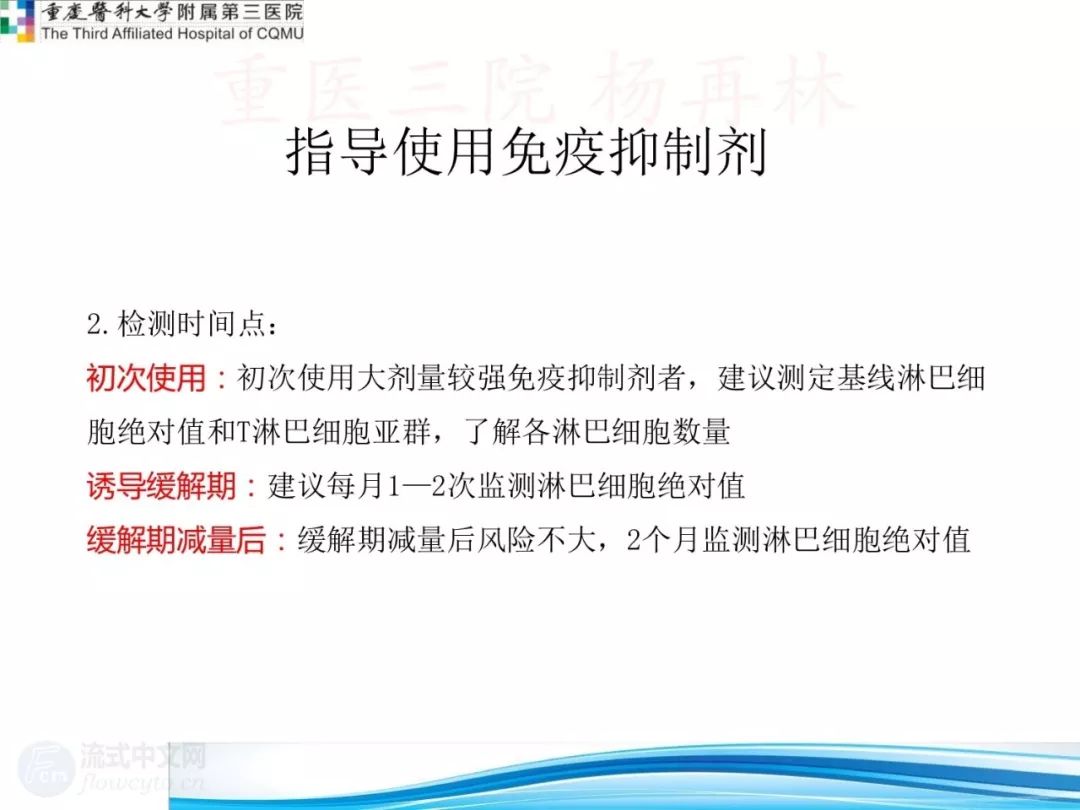 重庆醫科大学附属第三医院
The Third Affiliated Hospital of CQMU
重医三院 杨再林
指导使用免疫抑制剂
2.检测时间点：
初次使用：初次使用大剂量较强免疫抑制剂者，建议测定基线淋巴细
胞绝对值和T淋巴细胞亚群，了解各淋巴细胞数量
诱导缓解期：建议每月1—2次监测淋巴细胞绝对值
缓解期减量后：缓解期减量后风险不大，2个月监测淋巴细胞绝对值
流式中文网
flowcyto.cn